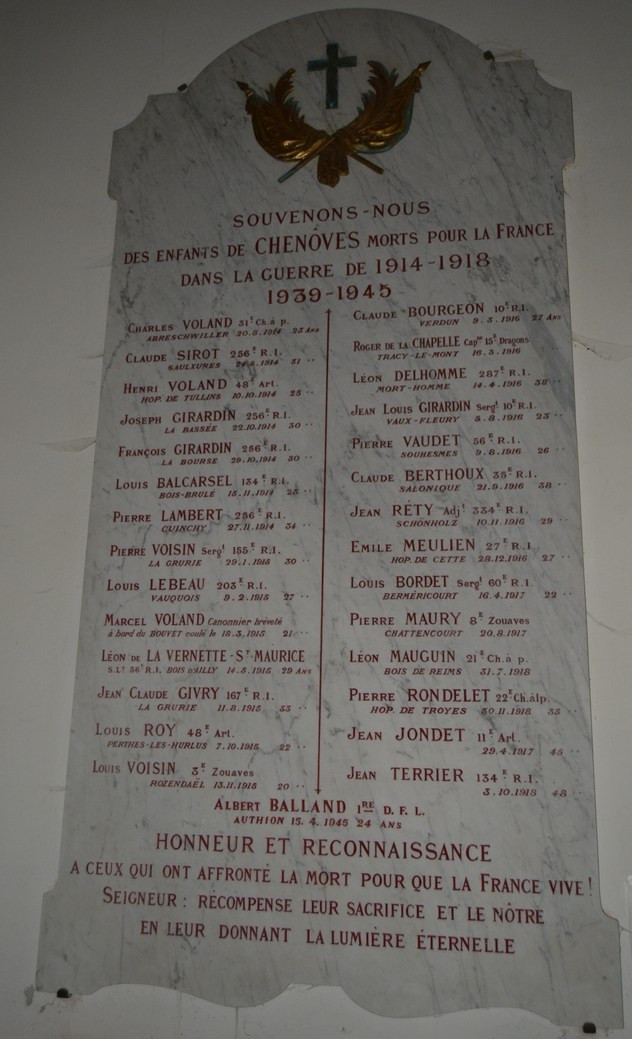 SOUVENONS-NOUS
DES ENFANTS DE CHENÔVES MORTS POUR LA FRANCE
DANS LA GUERRE DE 1914-1918
1939-1945
CHARLES VOLAND 31E Ch. à p.
ABRESCHWILLER 20.8.1914 23 Ans
CLAUDE SIROT 256E R.I.
SAULXURES 24.8.1914 31 ''
HENRI VOLAND 48E Art.
HOP. DE TULLINS 10.10.1914 25 ''
JOSEPH GIRARDIN 256E R.I.
LA BASSÉE 22.10.1914 30 ''
FRANÇOIS GIRARDIN 256E R.I.
LA BOURSE 29.10.1914 30 ''
LOUIS BALCARSEL 134E R.I.
BOIS-BRULÉ 15.11.1914 25 ''
PIERRE LAMBERT 256E R.I.
CUINCHY 27.11.1914 34 ''
PIERRE VOISIN Sergt 155E R.I.
LA GRURIE 29.1.1915 30 ''
LOUIS LEBEAU 203E R.I.
VAUQUOIS 9.2.1915 27 ''
MARCEL VOLAND Canonnier bréveté
à bord du BOUVET coulé le 18.3.1915 21 ''
LÉON DE LA VERNETTE-ST-MAURICE
S.Lt 56E R.I. BOIS d'AILLY 14.5.1915 29 ANS
JEAN CLAUDE GIVRY 167E R.I.
LA GRURIE 11.8.1915 33 ''
LOUIS ROY 48E Art.
PERTHES-LES-HURLUS 7.10.1915 22 ''
LOUIS VOISIN 3E Zouaves
ROZENDAËL 13.11.1915 20 ''
CLAUDE BOURGEON 10E R.I.
VERDUN 9.3.1916 27 Ans
ROGER DE LA CHAPELLE Capne 15E Dragons
TRACY-LE-MONT 16.3.1916
LÉON DELHOMME 287E R.I.
MORT-HOMME 14.4.1916 38 ''
JEAN LOUIS GIRARDIN Sergt 10E R.I.
VAUX-FLEURY 5.8.1916 23 ''
PIERRE VAUDET 56E R.I.
SOUHESMES 9.8.1916 26 ''
CLAUDE BERTHOUX 35E R.I.
SALONIQUE 21.9.1916 38 ''
JEAN RÉTY Adjt 334E R.I.
SCHONHOLZ 10.11.1916 29 ''
EMILE MEULIEN 27E R.I.
HOP. DE CETTE 28.12.1916 27 ''
LOUIS BORDET Sergt 60E R.I.
BERMÉRICOURT 16.4.1917 22 ''
PIERRE MAURY 8E Zouaves
CHATTENCOURT 20.8.1917
LÉON MAUGUIN 21E Ch. à p.
BOIS DE REIMS 31.7.1918
PIERRE RONDELET 22E Ch. alp.
HOP. DE TROYES 30.11.1918 33 ''
JEAN JONDET 11E Art.
29.4.1917 45 ''
JEAN TERRIER 134E R.I.
3.10.1918 48 ''
ALBERT BALLAND 1RE D.F.L.
AUTHION 15.4.1945 24 ANS
HONNEUR ET RECONNAISSANCE
A CEUX QUI ONT AFFRONTÉ LA MORT POUR QUE LA FRANCE VIVE !
SEIGNEUR : RÉCOMPENSE LEUR SACRIFICE ET LE NÔTRE
EN LEUR DONNANT LA LUMIÈRE ÉTERNELLE